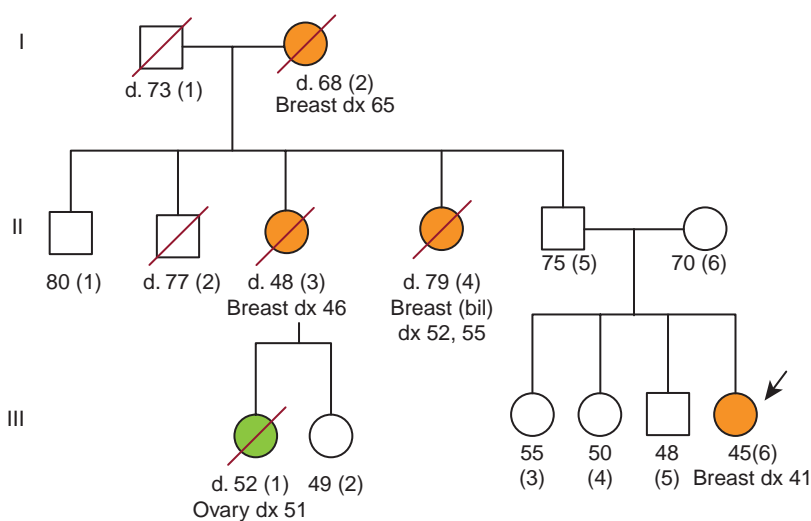 I
d. 73 (1)
d. 68 (2)
Breast dx 65
II
80 (1)
d. 77 (2)
d. 48 (3)
Breast dx 46
d. 79 (4)
Breast (bil)
dx 52, 55
75 (5)
70 (6)
III
d. 52 (1)
Ovary dx 51
49 (2)
55
(3)
50
(4)
48
(5)
45(6)
Breast dx 41